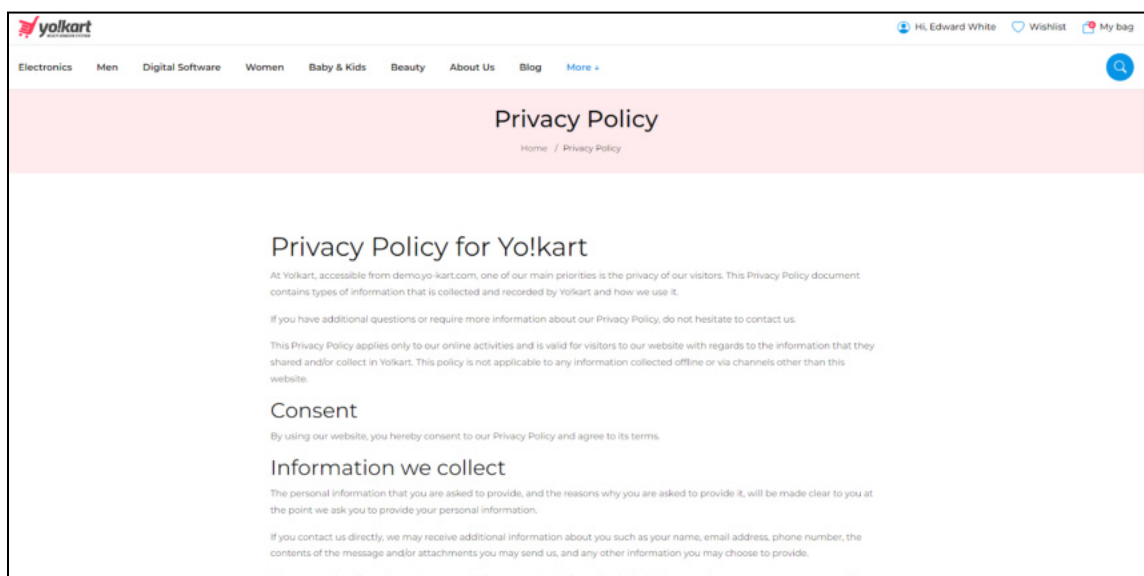 yo!kart
Hi, Edward White Wishlist My bag
Electronics Men Digital Software Women Baby & Kids Beauty About Us Blog More +
Privacy Policy
Home / Privacy Policy
Privacy Policy for Yo!kart
At Yo!kart, accessible from demo.yo-kart.com, one of our main priorities is the privacy of our visitors. This Privacy Policy document
contains types of information that is collected and recorded by Yo!kart and how we use it.
If you have additional questions or require more information about our Privacy Policy, do not hesitate to contact us.
This Privacy Policy applies only to our online activities and is valid for visitors to our website with regards to the information that they
shared and/or collect in Yo!kart. This policy is not applicable to any information collected offline or via channels other than this
website.
Consent
By using our website, you hereby consent to our Privacy Policy and agree to its terms.
Information we collect
The personal information that you are asked to provide, and the reasons why you are asked to provide it, will be made clear to you at
the point we ask you to provide your personal information.
If you contact us directly, we may receive additional information about you such as your name, email address, phone number, the
contents of the message and/or attachments you may send us, and any other information you may choose to provide.